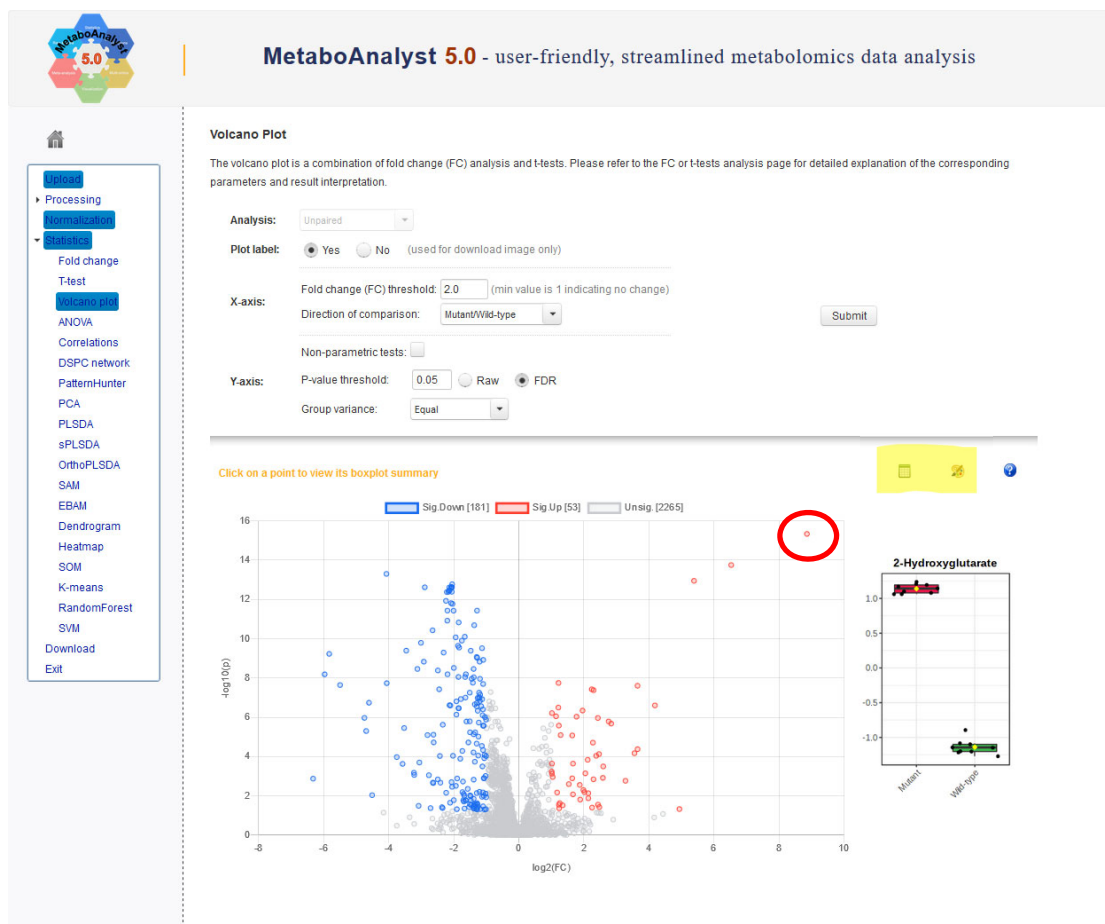 MetaboAnalyst
5.0
MetaboAnalyst 5.0 - user-friendly, streamlined metabolomics data analysis
Upload
Processing
Normalization
Statistics
Fold change
T-test
Volcano plot
ANOVA
Correlations
DSPC network
PatternHunter
PCA
PLSDA
sPLSDA
OrthoPLSDA
SAM
EBAM
Dendrogram
Heatmap
SOM
K-means
RandomForest
SVM
Download
Exit
Volcano Plot
The volcano plot is a combination of fold change (FC) analysis and t-tests. Please refer to the FC or t-tests analysis page for detailed explanation of the corresponding
parameters and result interpretation.
Analysis: Unpaired
Plot label: Yes No (used for download image only)
X-axis:
Fold change (FC) threshold: 2.0 (min value is 1 indicating no change)
Direction of comparison: Mutant/Wild-type
Submit
Y-axis:
Non-parametric tests:
P-value threshold: 0.05 Raw FDR
Group variance: Equal
Click on a point to view its boxplot summary
?
Sig.Down [181] Sig.Up [53] Unsig. [2265]
16
14
12
10
8
6
4
2
0
-log10(p)
-8 -6 -4 -2 0 2 4 6 8 10
log2(FC)
2-Hydroxyglutarate
1.0
0.5
0.0
-0.5
-1.0
Mutant
Wild-type